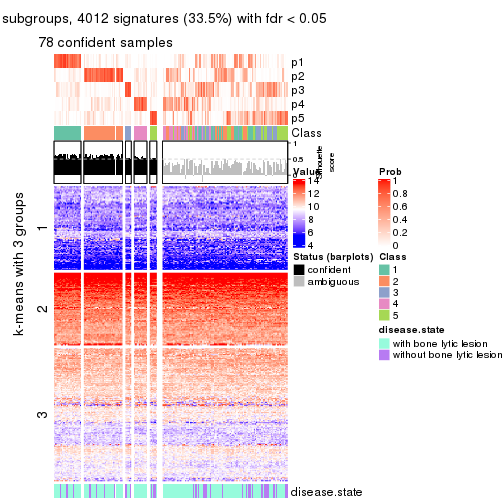 subgroups, 4012 signatures (33.5%) with fdr < 0.05
78 confident samples
p1
p2
p3
p4
p5
Class
1
0.5
0
silhouette
score
k-means with 3 groups
1
2
3
Value
14
12
10
8
6
4
Prob
1
0.8
0.6
0.4
0.2
0
Status (barplots)
confident
ambiguous
Class
1
2
3
4
5
disease.state
with bone lytic lesion
without bone lytic lesion
disease.state